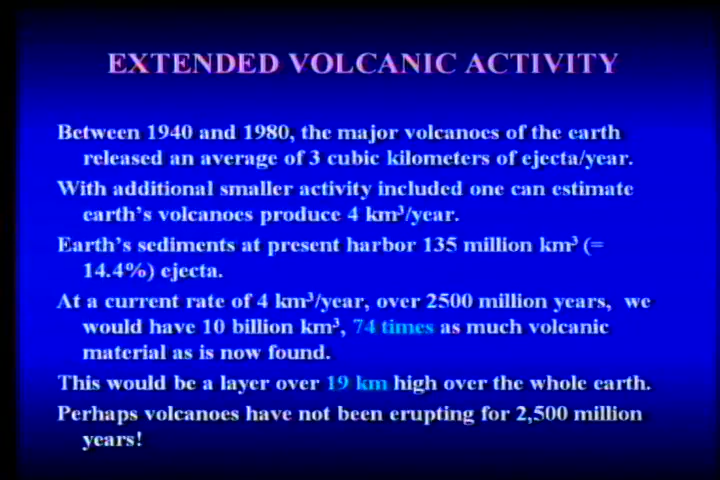 EXTENDED VOLCANIC ACTIVITY
Between 1940 and 1980, the major volcanoes of the earth
released an average of 3 cubic kilometers of ejecta/year.
With additional smaller activity included one can estimate
earth's volcanoes produce 4 km³/year.
Earth's sediments at present harbor 135 million km³ (=
14.4%) ejecta.
At a current rate of 4 km³/year, over 2500 million years, we
would have 10 billion km³, 74 times as much volcanic
material as is now found.
This would be a layer over 19 km high over the whole earth.
Perhaps volcanoes have not been erupting for 2,500 million
years!